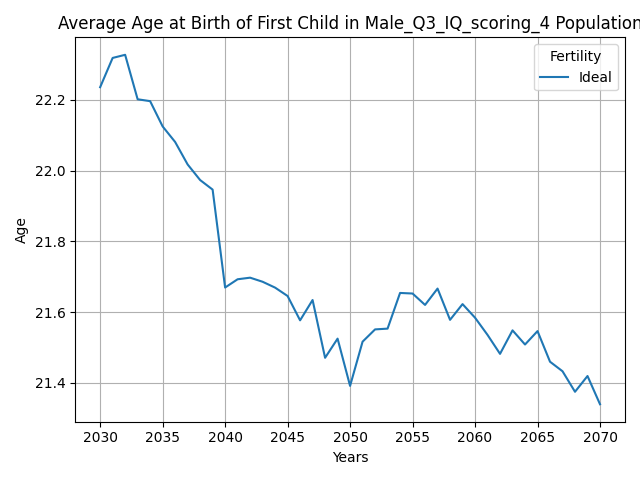 Average Age at Birth of First Child in Male_Q3_IQ_scoring_4 Population
Fertility
Ideal
22.2
22.0
21.8
21.6
21.4
Age
2030 2035 2040 2045 2050 2055 2060 2065 2070
Years